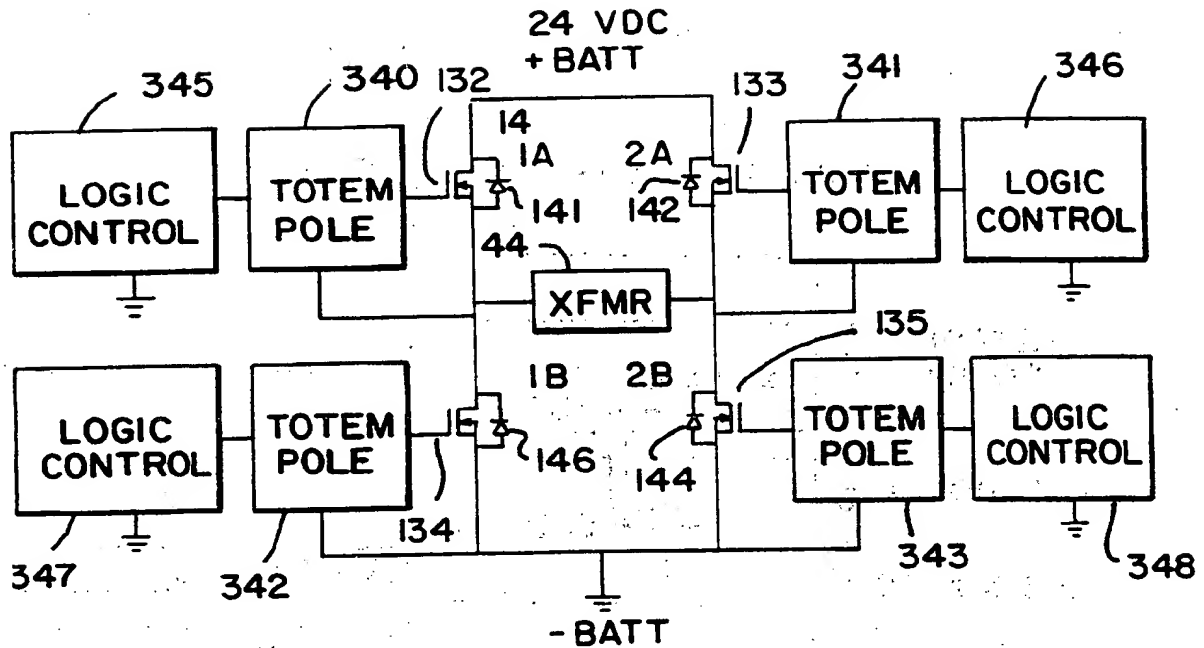 24 VDC
+BATT
345
340
132
133
341
346
14
1A
2A
LOGIC
CONTROL
TOTEM
POLE
141
142
TOTEM
POLE
LOGIC
CONTROL
44
XFMR
135
1B
2B
LOGIC
CONTROL
TOTEM
POLE
146
144
TOTEM
POLE
LOGIC
CONTROL
134
347
342
343
348
-BATT